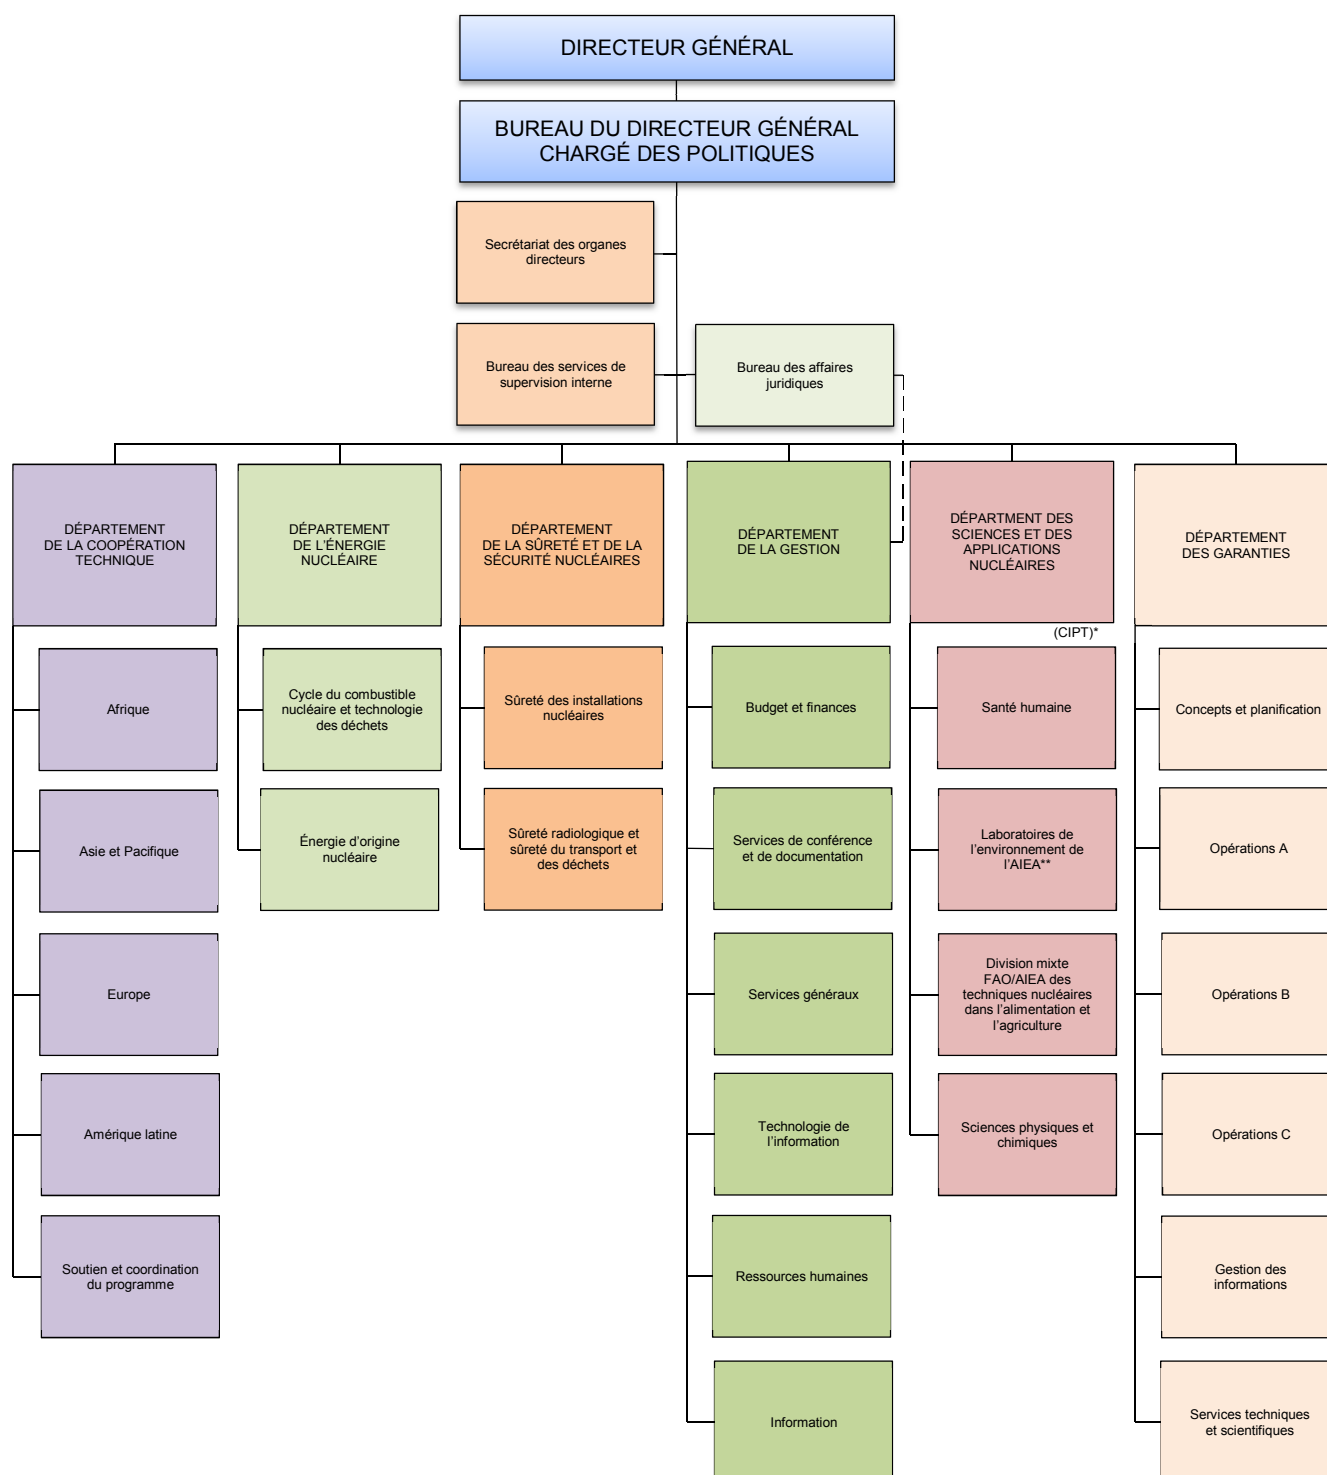 DIRECTEUR GÉNÉRAL
BUREAU DU DIRECTEUR GÉNÉRAL
CHARGÉ DES POLITIQUES
Secrétariat des organes
directeurs
Bureau des services de
supervision interne
Bureau des affaires
juridiques
DÉPARTEMENT
DE LA COOPÉRATION
TECHNIQUE
DÉPARTEMENT
DE L'ÉNERGIE
NUCLÉAIRE
DÉPARTEMENT
DE LA SÛRETÉ ET DE LA
SÉCURITÉ NUCLÉAIRES
DÉPARTEMENT
DE LA GESTION
DÉPARTMENT DES
SCIENCES ET DES
APPLICATIONS
NUCLÉAIRES
DÉPARTEMENT
DES GARANTIES
(CIPT)*
Afrique
Cycle du combustible
nucléaire et technologie
des déchets
Sûreté des installations
nucléaires
Budget et finances
Santé humaine
Concepts et planification
Asie et Pacifique
Énergie d'origine
nucléaire
Sûreté radiologique et
sûreté du transport et
des déchets
Services de conférence
et de documentation
Laboratoires de
l'environnement de
l'AIEA**
Opérations A
Europe
Services généraux
Division mixte
FAO/AIEA des
techniques nucléaires
dans l'alimentation et
l'agriculture
Opérations B
Amérique latine
Technologie de
l'information
Sciences physiques et
chimiques
Opérations C
Soutien et coordination
du programme
Ressources humaines
Gestion des
informations
Information
Services techniques
et scientifiques